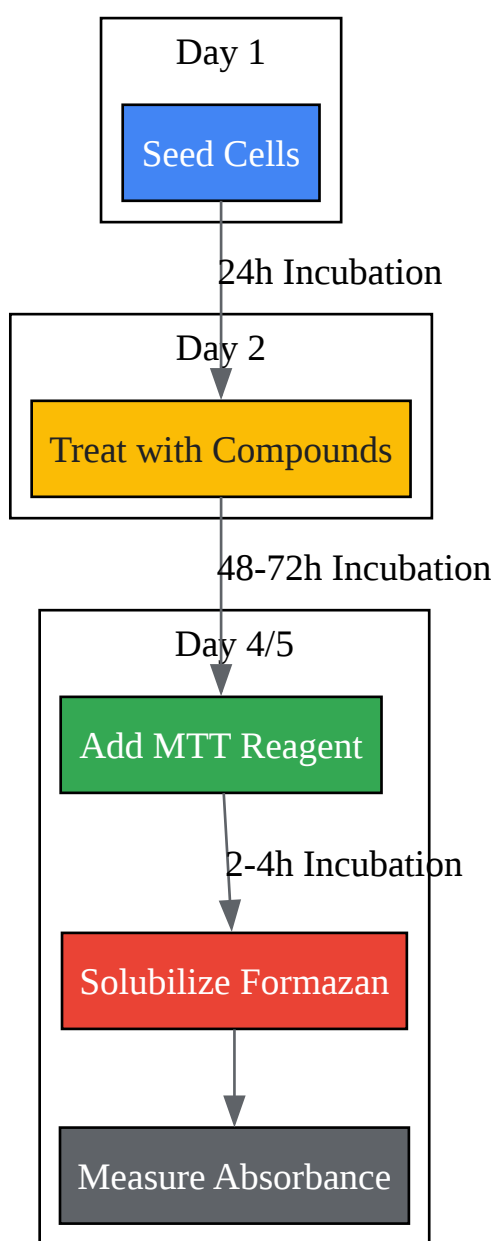 Day 1
Seed Cells
24h Incubation
Day 2
Treat with Compounds
48-72h Incubation
Day 4/5
Add MTT Reagent
2-4h Incubation
Solubilize Formazan
Measure Absorbance